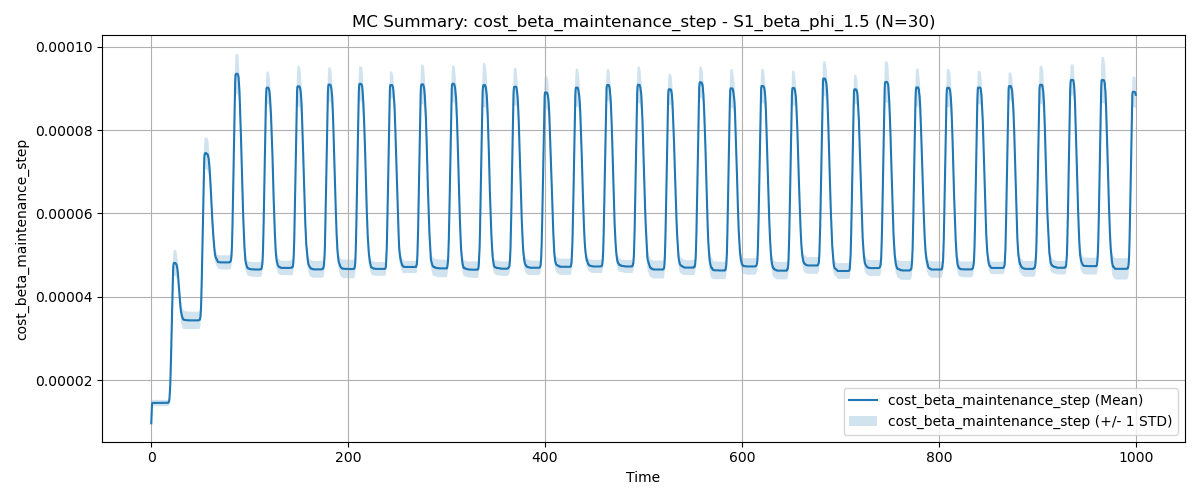 MC Summary: cost_beta_maintenance_step - S1_beta_phi_1.5 (N=30)
cost_beta_maintenance_step
0.00010
0.00008
0.00006
0.00004
0.00002
0
200
400
600
800
1000
Time
cost_beta_maintenance_step (Mean)
cost_beta_maintenance_step (+/- 1 STD)